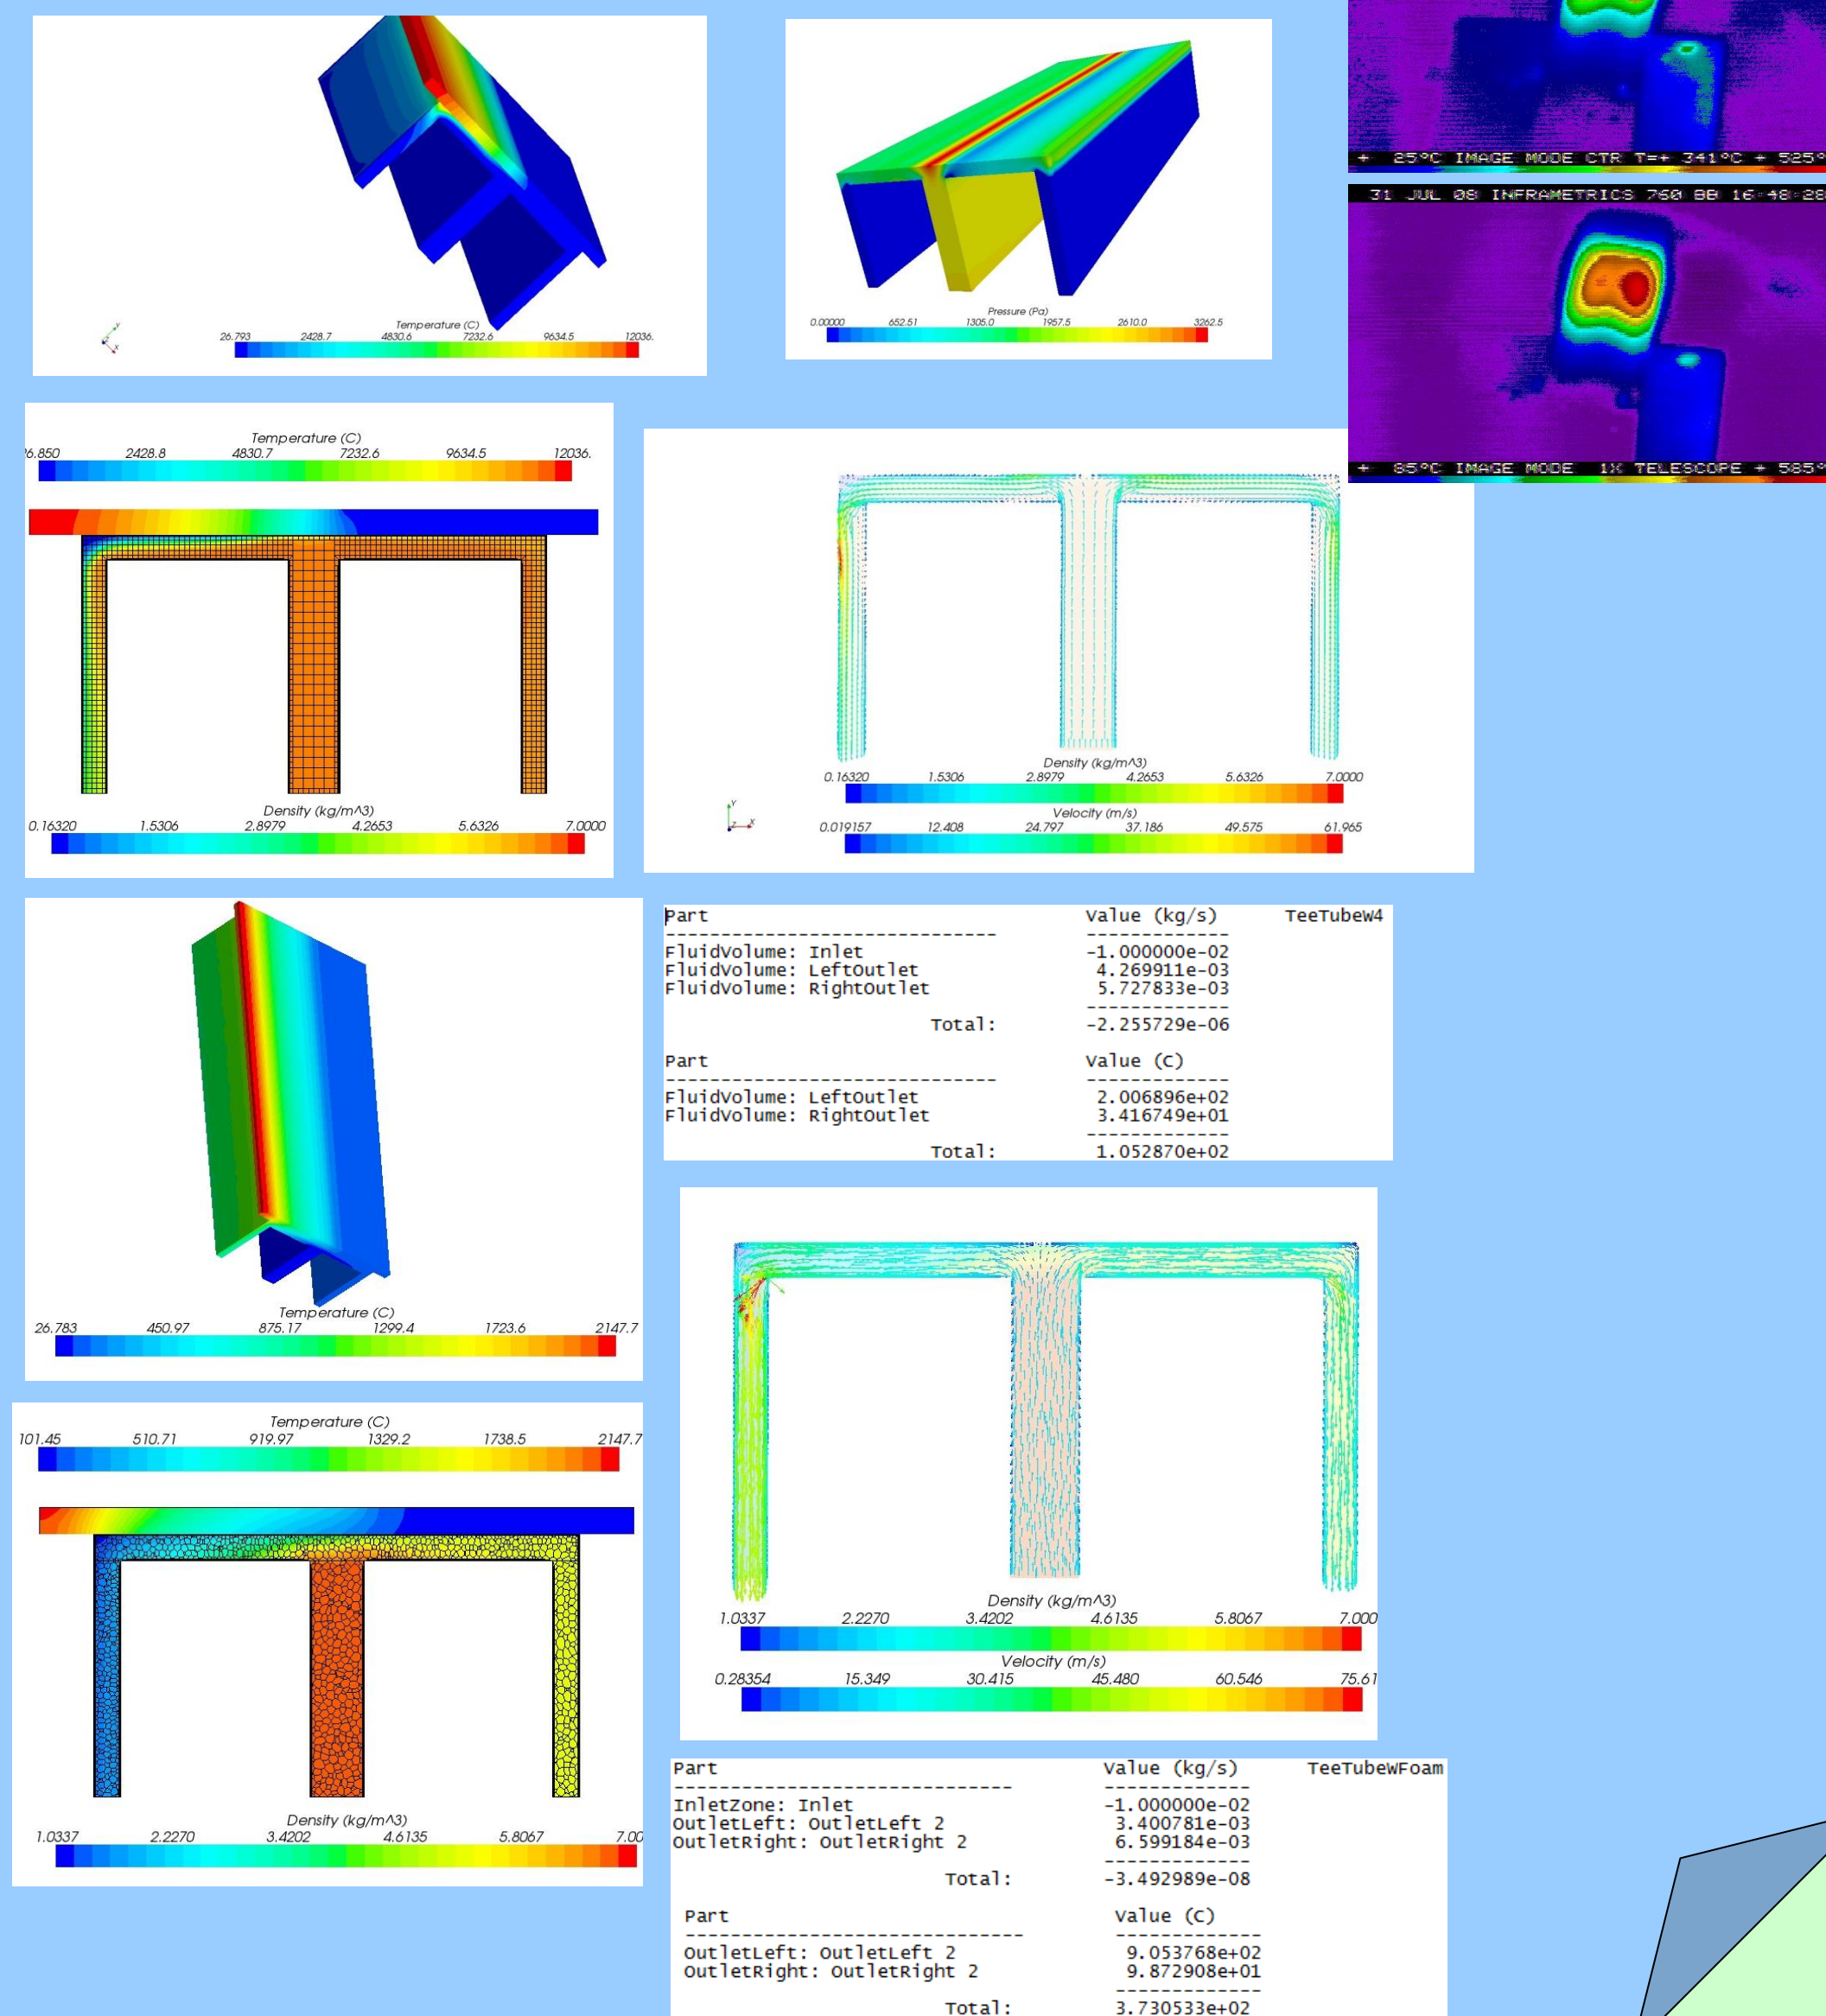 Temperature (C)
26.793 2428.7 4830.6 7232.6 9634.5 12036.
Y
X
Pressure (Pa)
0.00000 652.51 1305.0 1957.5 2610.0 3262.5
+ 25°C IMAGE MODE CTR T=+ 341°C + 525°
31 JUL 08 INFRAMETRICS 760 BB 16:48:28
+ 85°C IMAGE MODE 1X TELESCOPE + 585°
Temperature (C)
6.850 2428.8 4830.7 7232.6 9634.5 12036.
Density (kg/m^3)
0.16320 1.5306 2.8979 4.2653 5.6326 7.0000
Density (kg/m^3)
0.16320 1.5306 2.8979 4.2653 5.6326 7.0000
Y
Z X
Velocity (m/s)
0.019157 12.408 24.797 37.186 49.575 61.965
Temperature (C)
26.783 450.97 875.17 1299.4 1723.6 2147.7
Part Value (kg/s) TeeTubeW4
------------------------------ -------------
FluidVolume: Inlet -1.000000e-02
FluidVolume: LeftOutlet 4.269911e-03
FluidVolume: RightOutlet 5.727833e-03
-------------
Total: -2.255729e-06
Part Value (C)
------------------------------ -------------
FluidVolume: LeftOutlet 2.006896e+02
FluidVolume: RightOutlet 3.416749e+01
-------------
Total: 1.052870e+02
Temperature (C)
101.45 510.71 919.97 1329.2 1738.5 2147.7
Density (kg/m^3)
1.0337 2.2270 3.4202 4.6135 5.8067 7.00
Density (kg/m^3)
1.0337 2.2270 3.4202 4.6135 5.8067 7.000
Velocity (m/s)
0.28354 15.349 30.415 45.480 60.546 75.61
Part Value (kg/s) TeeTubeWFoam
------------------------------ -------------
InletZone: Inlet -1.000000e-02
OutletLeft: OutletLeft 2 3.400781e-03
OutletRight: OutletRight 2 6.599184e-03
-------------
Total: -3.492989e-08
Part Value (C)
------------------------------ -------------
OutletLeft: OutletLeft 2 9.053768e+02
OutletRight: OutletRight 2 9.872908e+01
-------------
Total: 3.730533e+02